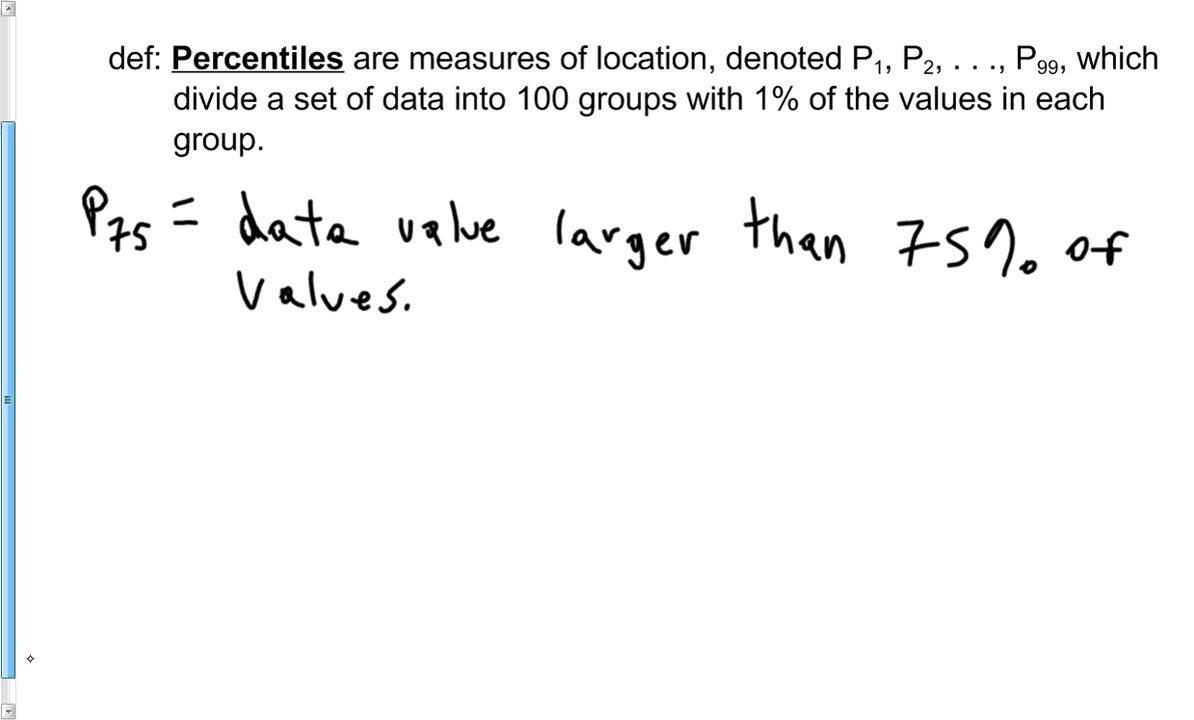 def: Percentiles are measures of location, denoted P₁, P₂, . . ., P₉₉, which
divide a set of data into 100 groups with 1% of the values in each
group.
P₇₅ = data value larger than 75% of
values.